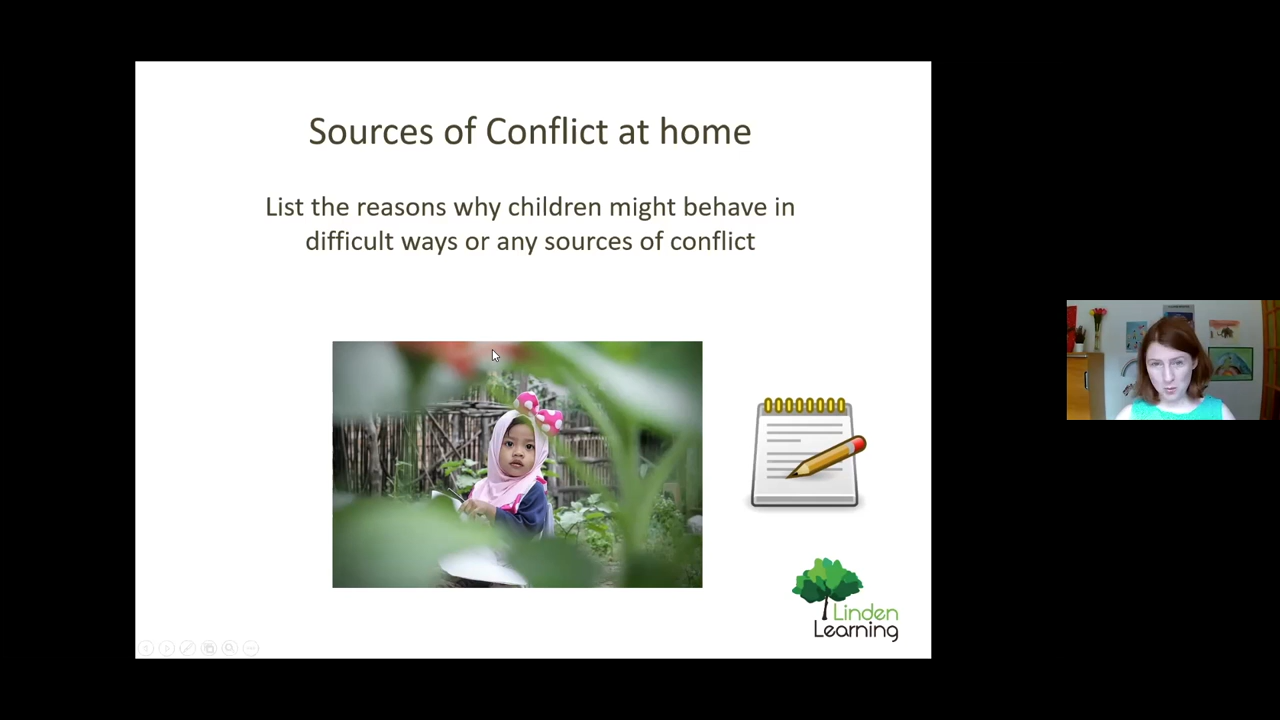 Sources of Conflict at home
List the reasons why children might behave in
difficult ways or any sources of conflict
Linden
Learning